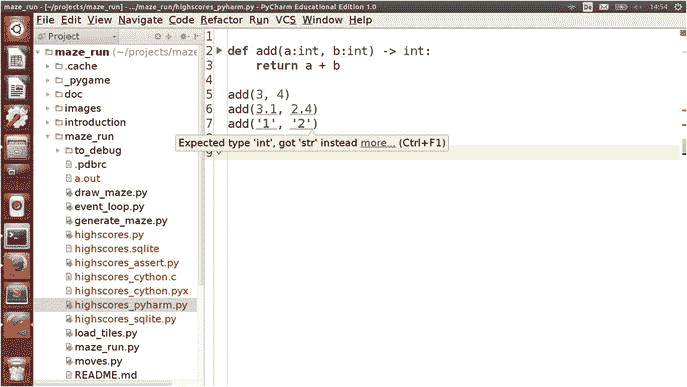 maze_run - [~/projects/maze_run] - .../maze_run/highscores_pyharm.py - PyCharm Educational Edition 1.0
De
14:54
File Edit View Navigate Code Refactor Run VCS Window Help
Project
maze_run (~/projects/maze
.cache
_pygame
doc
images
introduction
maze_run
to_debug
.pdbrc
a.out
draw_maze.py
event_loop.py
generate_maze.py
highscores.py
highscores.sqlite
highscores_assert.py
highscores_cython.c
highscores_cython.pyx
highscores_pyharm.py
highscores_sqlite.py
load_tiles.py
maze_run.py
moves.py
README.md
1
2 def add(a:int, b:int) -> int:
3 return a + b
4
5 add(3, 4)
6 add(3.1, 2.4)
7 add('1', '2')
Expected type 'int', got 'str' instead more... (Ctrl+F1)
9